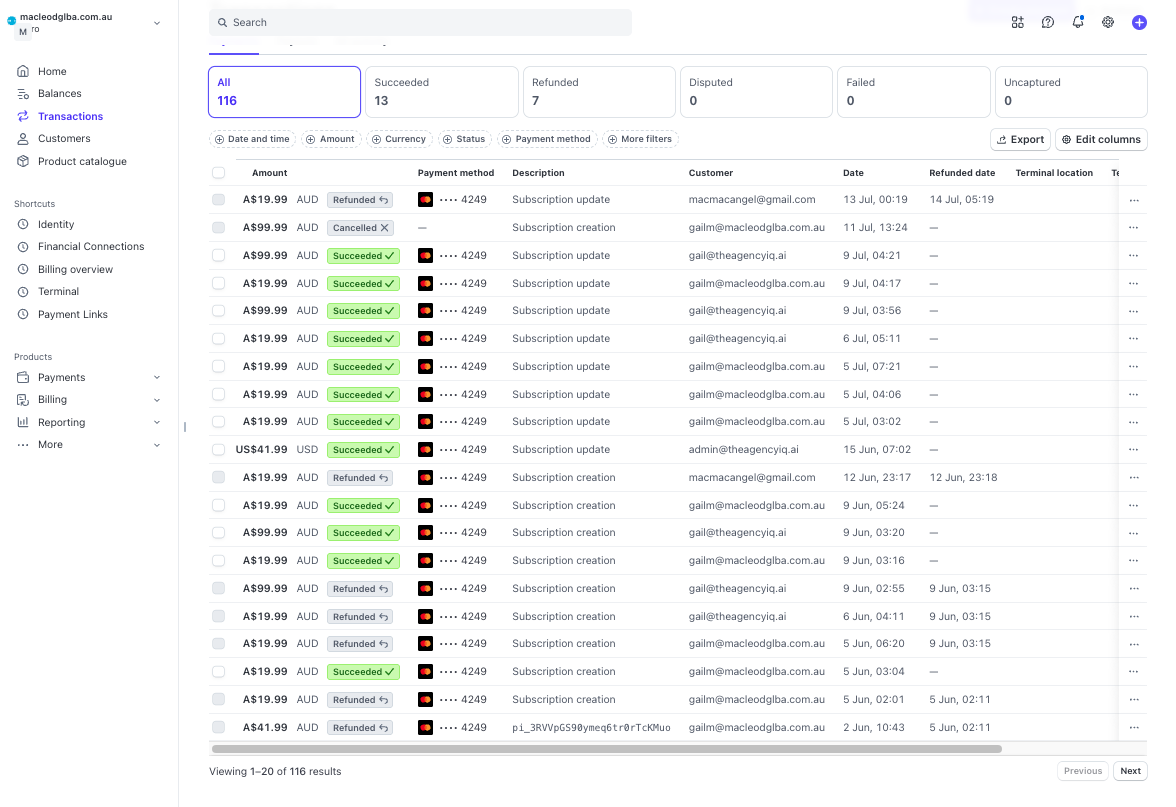 macleodglba.com.au
M
ro
Search
Home
Balances
Transactions
Customers
Product catalogue
Shortcuts
Identity
Financial Connections
Billing overview
Terminal
Payment Links
Products
Payments
Billing
Reporting
More
All 116
Succeeded 13
Refunded 7
Disputed 0
Failed 0
Uncaptured 0
Date and time Amount Currency Status Payment method More filters Export Edit columns
Amount Payment method Description Customer Date Refunded date Terminal location Te
A$19.99 AUD Refunded •••• 4249 Subscription update macmacangel@gmail.com 13 Jul, 00:19 14 Jul, 05:19 ···
A$99.99 AUD Cancelled — Subscription creation gailm@macleodglba.com.au 11 Jul, 13:24 — ···
A$99.99 AUD Succeeded •••• 4249 Subscription update gail@theagencyiq.ai 9 Jul, 04:21 — ···
A$19.99 AUD Succeeded •••• 4249 Subscription update gailm@macleodglba.com.au 9 Jul, 04:17 — ···
A$99.99 AUD Succeeded •••• 4249 Subscription update gail@theagencyiq.ai 9 Jul, 03:56 — ···
A$19.99 AUD Succeeded •••• 4249 Subscription update gail@theagencyiq.ai 6 Jul, 05:11 — ···
A$19.99 AUD Succeeded •••• 4249 Subscription update gailm@macleodglba.com.au 5 Jul, 07:21 — ···
A$19.99 AUD Succeeded •••• 4249 Subscription update gailm@macleodglba.com.au 5 Jul, 04:06 — ···
A$19.99 AUD Succeeded •••• 4249 Subscription update gailm@macleodglba.com.au 5 Jul, 03:02 — ···
US$41.99 USD Succeeded •••• 4249 Subscription update admin@theagencyiq.ai 15 Jun, 07:02 — ···
A$19.99 AUD Refunded •••• 4249 Subscription creation macmacangel@gmail.com 12 Jun, 23:17 12 Jun, 23:18 ···
A$19.99 AUD Succeeded •••• 4249 Subscription creation gailm@macleodglba.com.au 9 Jun, 05:24 — ···
A$99.99 AUD Succeeded •••• 4249 Subscription creation gail@theagencyiq.ai 9 Jun, 03:20 — ···
A$19.99 AUD Succeeded •••• 4249 Subscription creation gailm@macleodglba.com.au 9 Jun, 03:16 — ···
A$99.99 AUD Refunded •••• 4249 Subscription creation gail@theagencyiq.ai 9 Jun, 02:55 9 Jun, 03:15 ···
A$19.99 AUD Refunded •••• 4249 Subscription creation gail@theagencyiq.ai 6 Jun, 04:11 9 Jun, 03:15 ···
A$19.99 AUD Refunded •••• 4249 Subscription creation gailm@macleodglba.com.au 5 Jun, 06:20 9 Jun, 03:15 ···
A$19.99 AUD Succeeded •••• 4249 Subscription creation gailm@macleodglba.com.au 5 Jun, 03:04 — ···
A$19.99 AUD Refunded •••• 4249 Subscription creation gailm@macleodglba.com.au 5 Jun, 02:01 5 Jun, 02:11 ···
A$41.99 AUD Refunded •••• 4249 pi_3RVVpGS90ymeq6tr0rTcKMuo gailm@macleodglba.com.au 2 Jun, 10:43 5 Jun, 02:11 ···
Viewing 1–20 of 116 results Previous Next